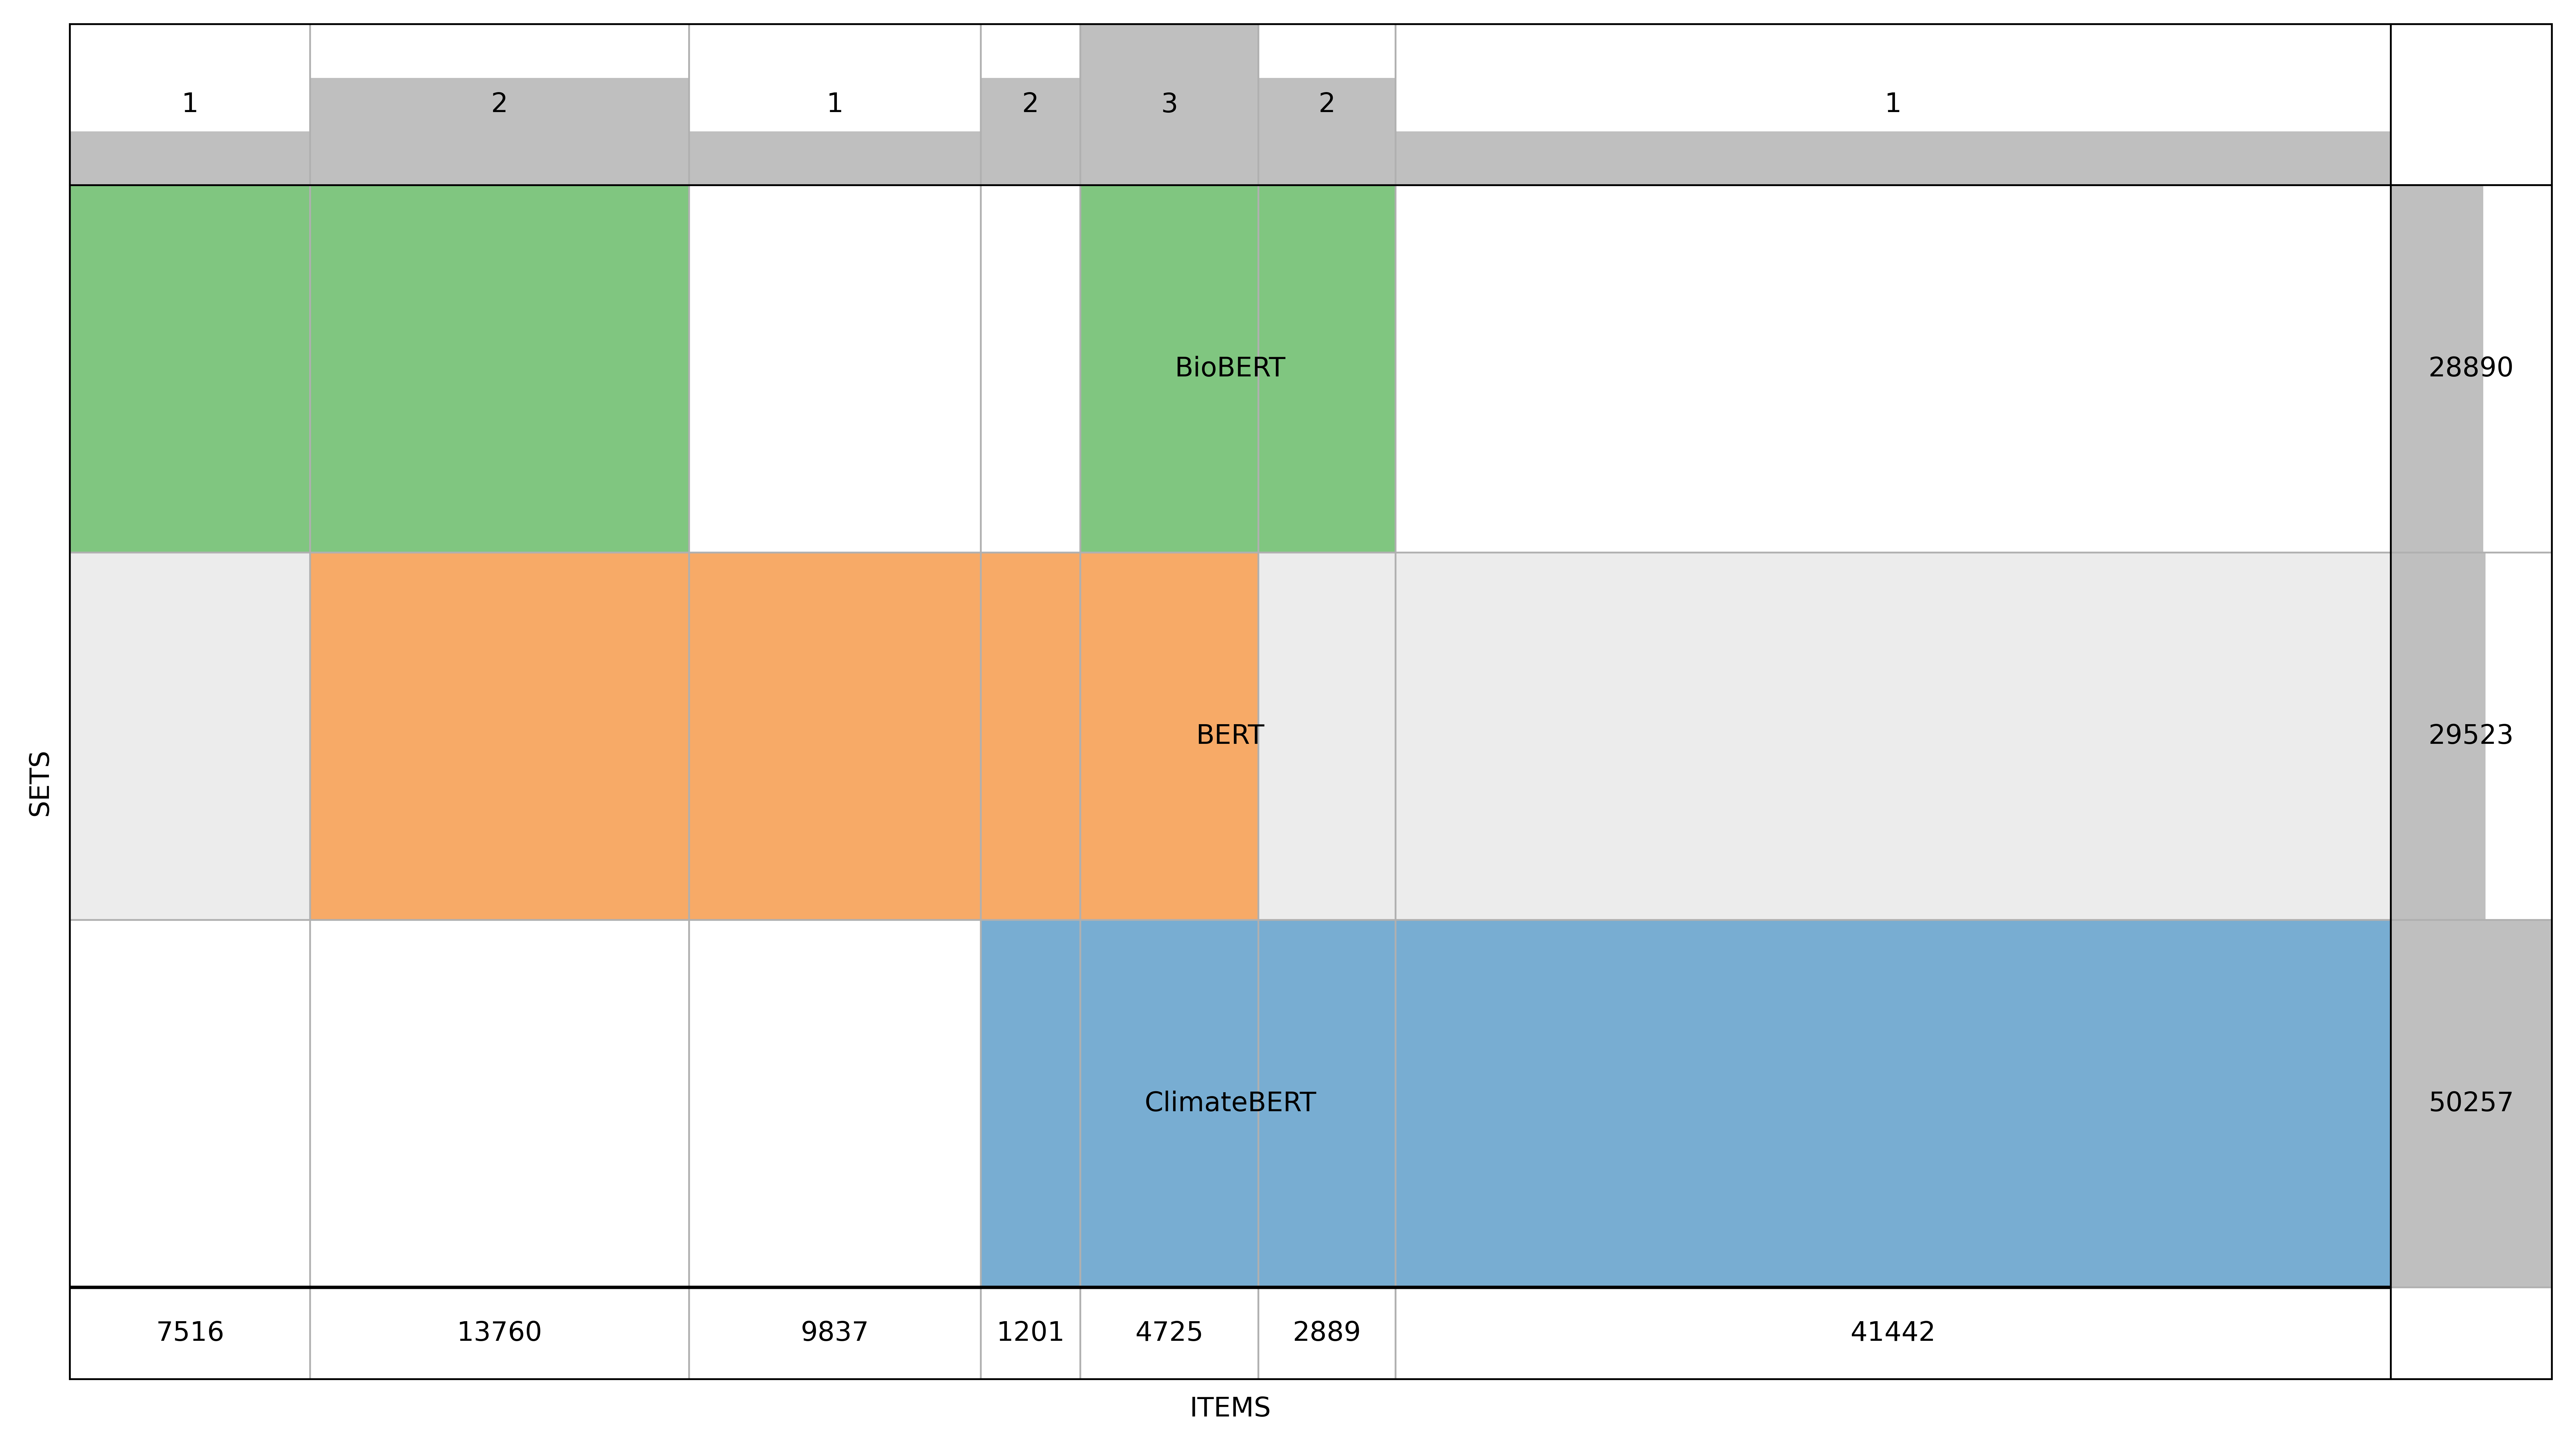 1 2 1 2 3 2 1
BioBERT 28890
BERT 29523
SETS
ClimateBERT 50257
7516 13760 9837 1201 4725 2889 41442
ITEMS